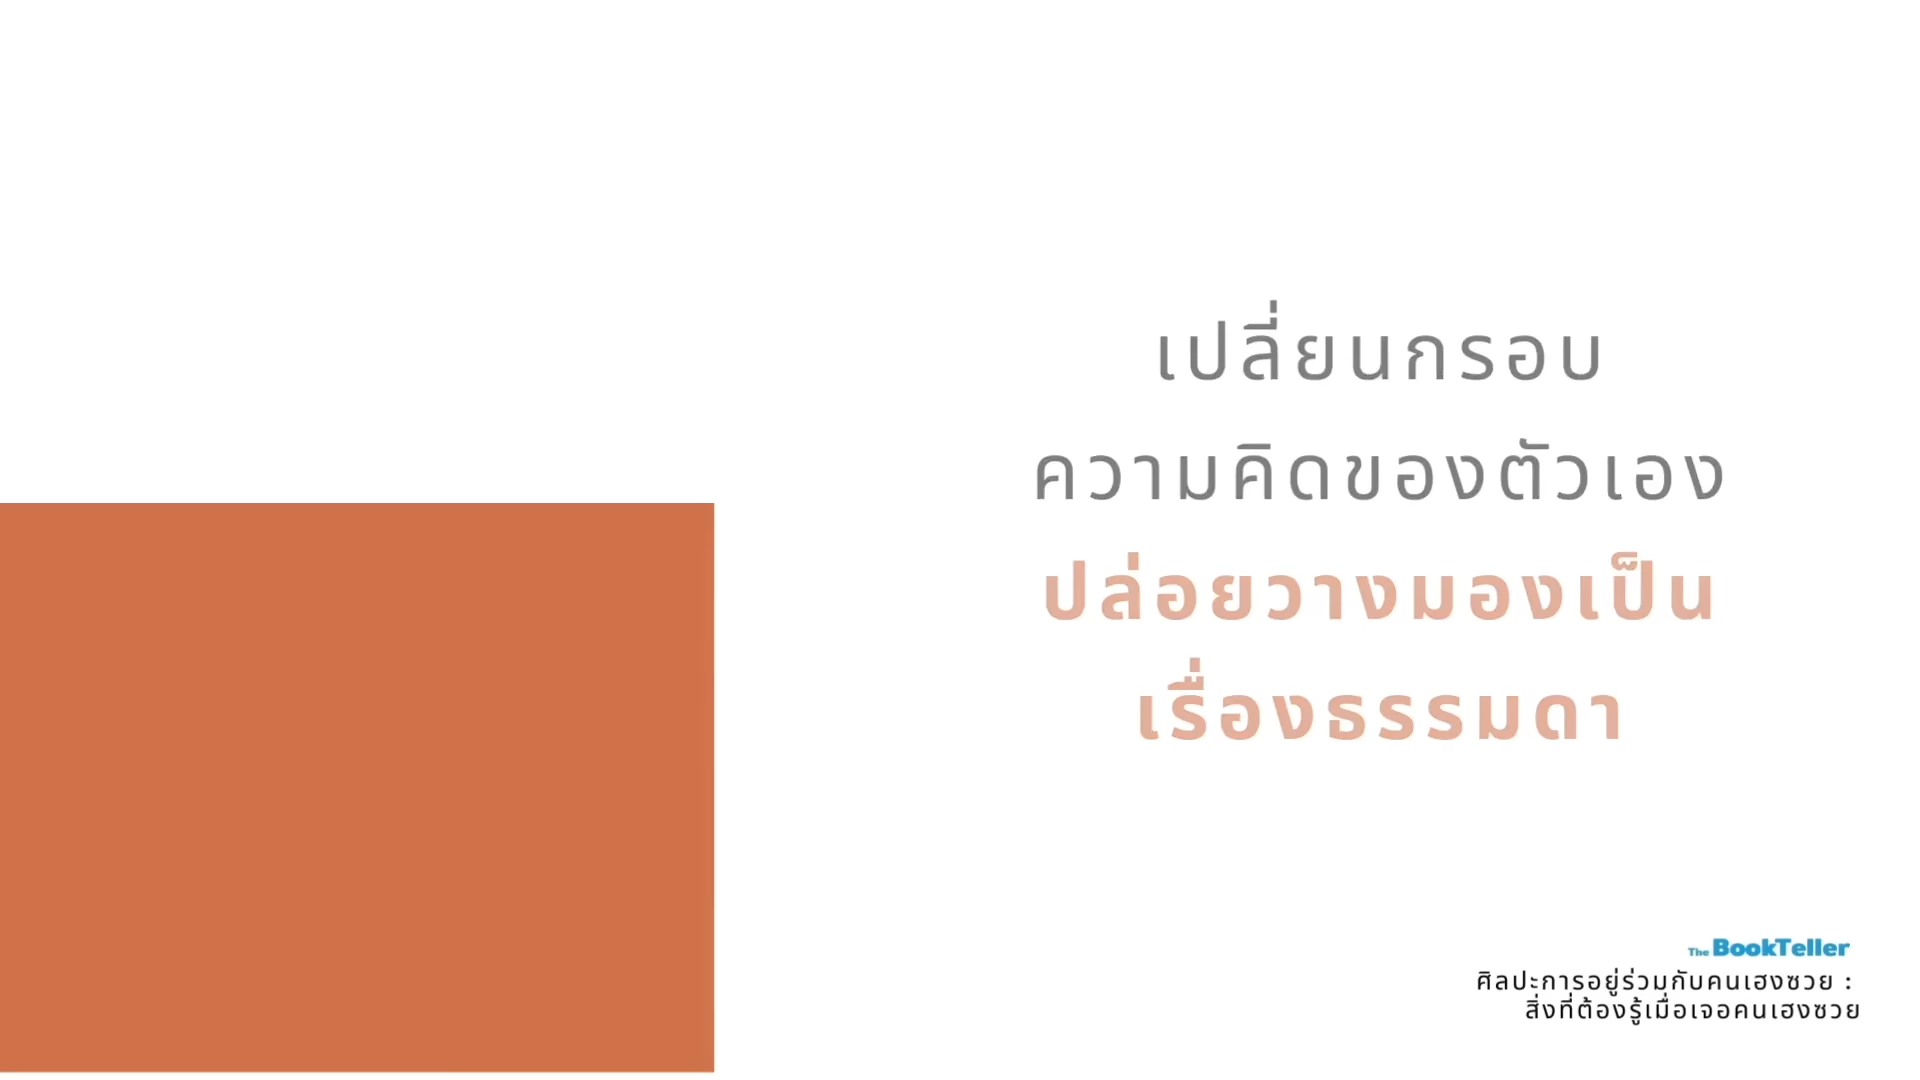 เปลี่ยนกรอบ
ความคิดของตัวเอง
ปล่อยวางมองเป็น
เรื่องธรรมดา
The BookTeller
ศิลปะการอยู่ร่วมกับคนเฮงซวย :
สิ่งที่ต้องรู้เมื่อเจอคนเฮงซวย